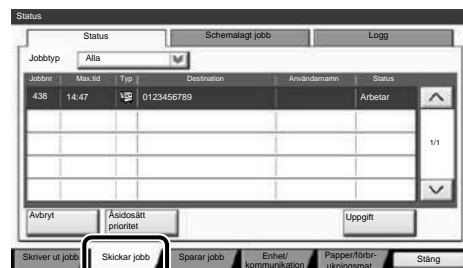 Status
Status Schemalagt jobb Logg
Jobbtyp Alla
Jobbnr Max.tid Typ Destination Användarnamn Status
438 14:47 0123456789 Arbetar
1/1
Avbryt Åsidosätt prioritet Uppgift
Skriver ut jobb Skickar jobb Sparar jobb Enhet/ kommunikation Papper/förbr- ukningsmat. Stäng